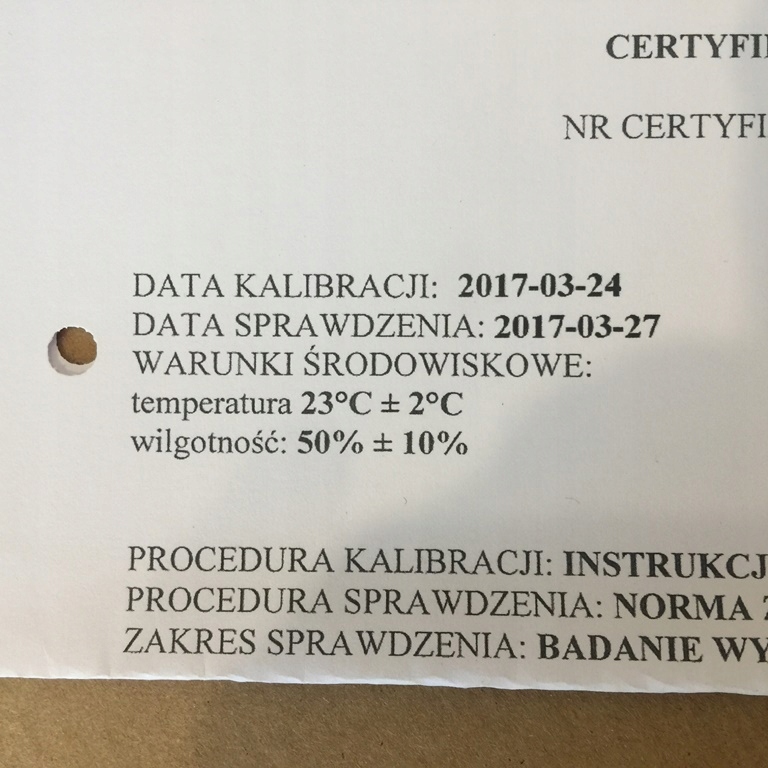 CERTYFI
NR CERTYFI
DATA KALIBRACJI: 2017-03-24
DATA SPRAWDZENIA: 2017-03-27
WARUNKI ŚRODOWISKOWE:
temperatura 23°C ± 2°C
wilgotność: 50% ± 10%
PROCEDURA KALIBRACJI: INSTRUKCJ
PROCEDURA SPRAWDZENIA: NORMA
ZAKRES SPRAWDZENIA: BADANIE WY